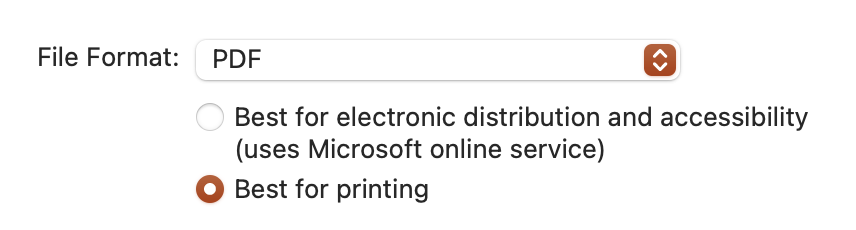 File Format: PDF
Best for electronic distribution and accessibility
(uses Microsoft online service)
Best for printing